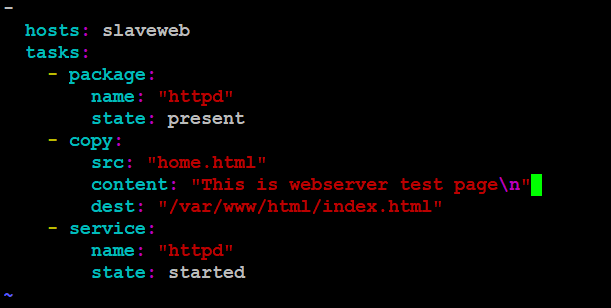 -
  hosts: slaveweb
  tasks:
    - package:
        name: "httpd"
        state: present
    - copy:
        src: "home.html"
        content: "This is webserver test page\n"
        dest: "/var/www/html/index.html"
    - service:
        name: "httpd"
        state: started
~